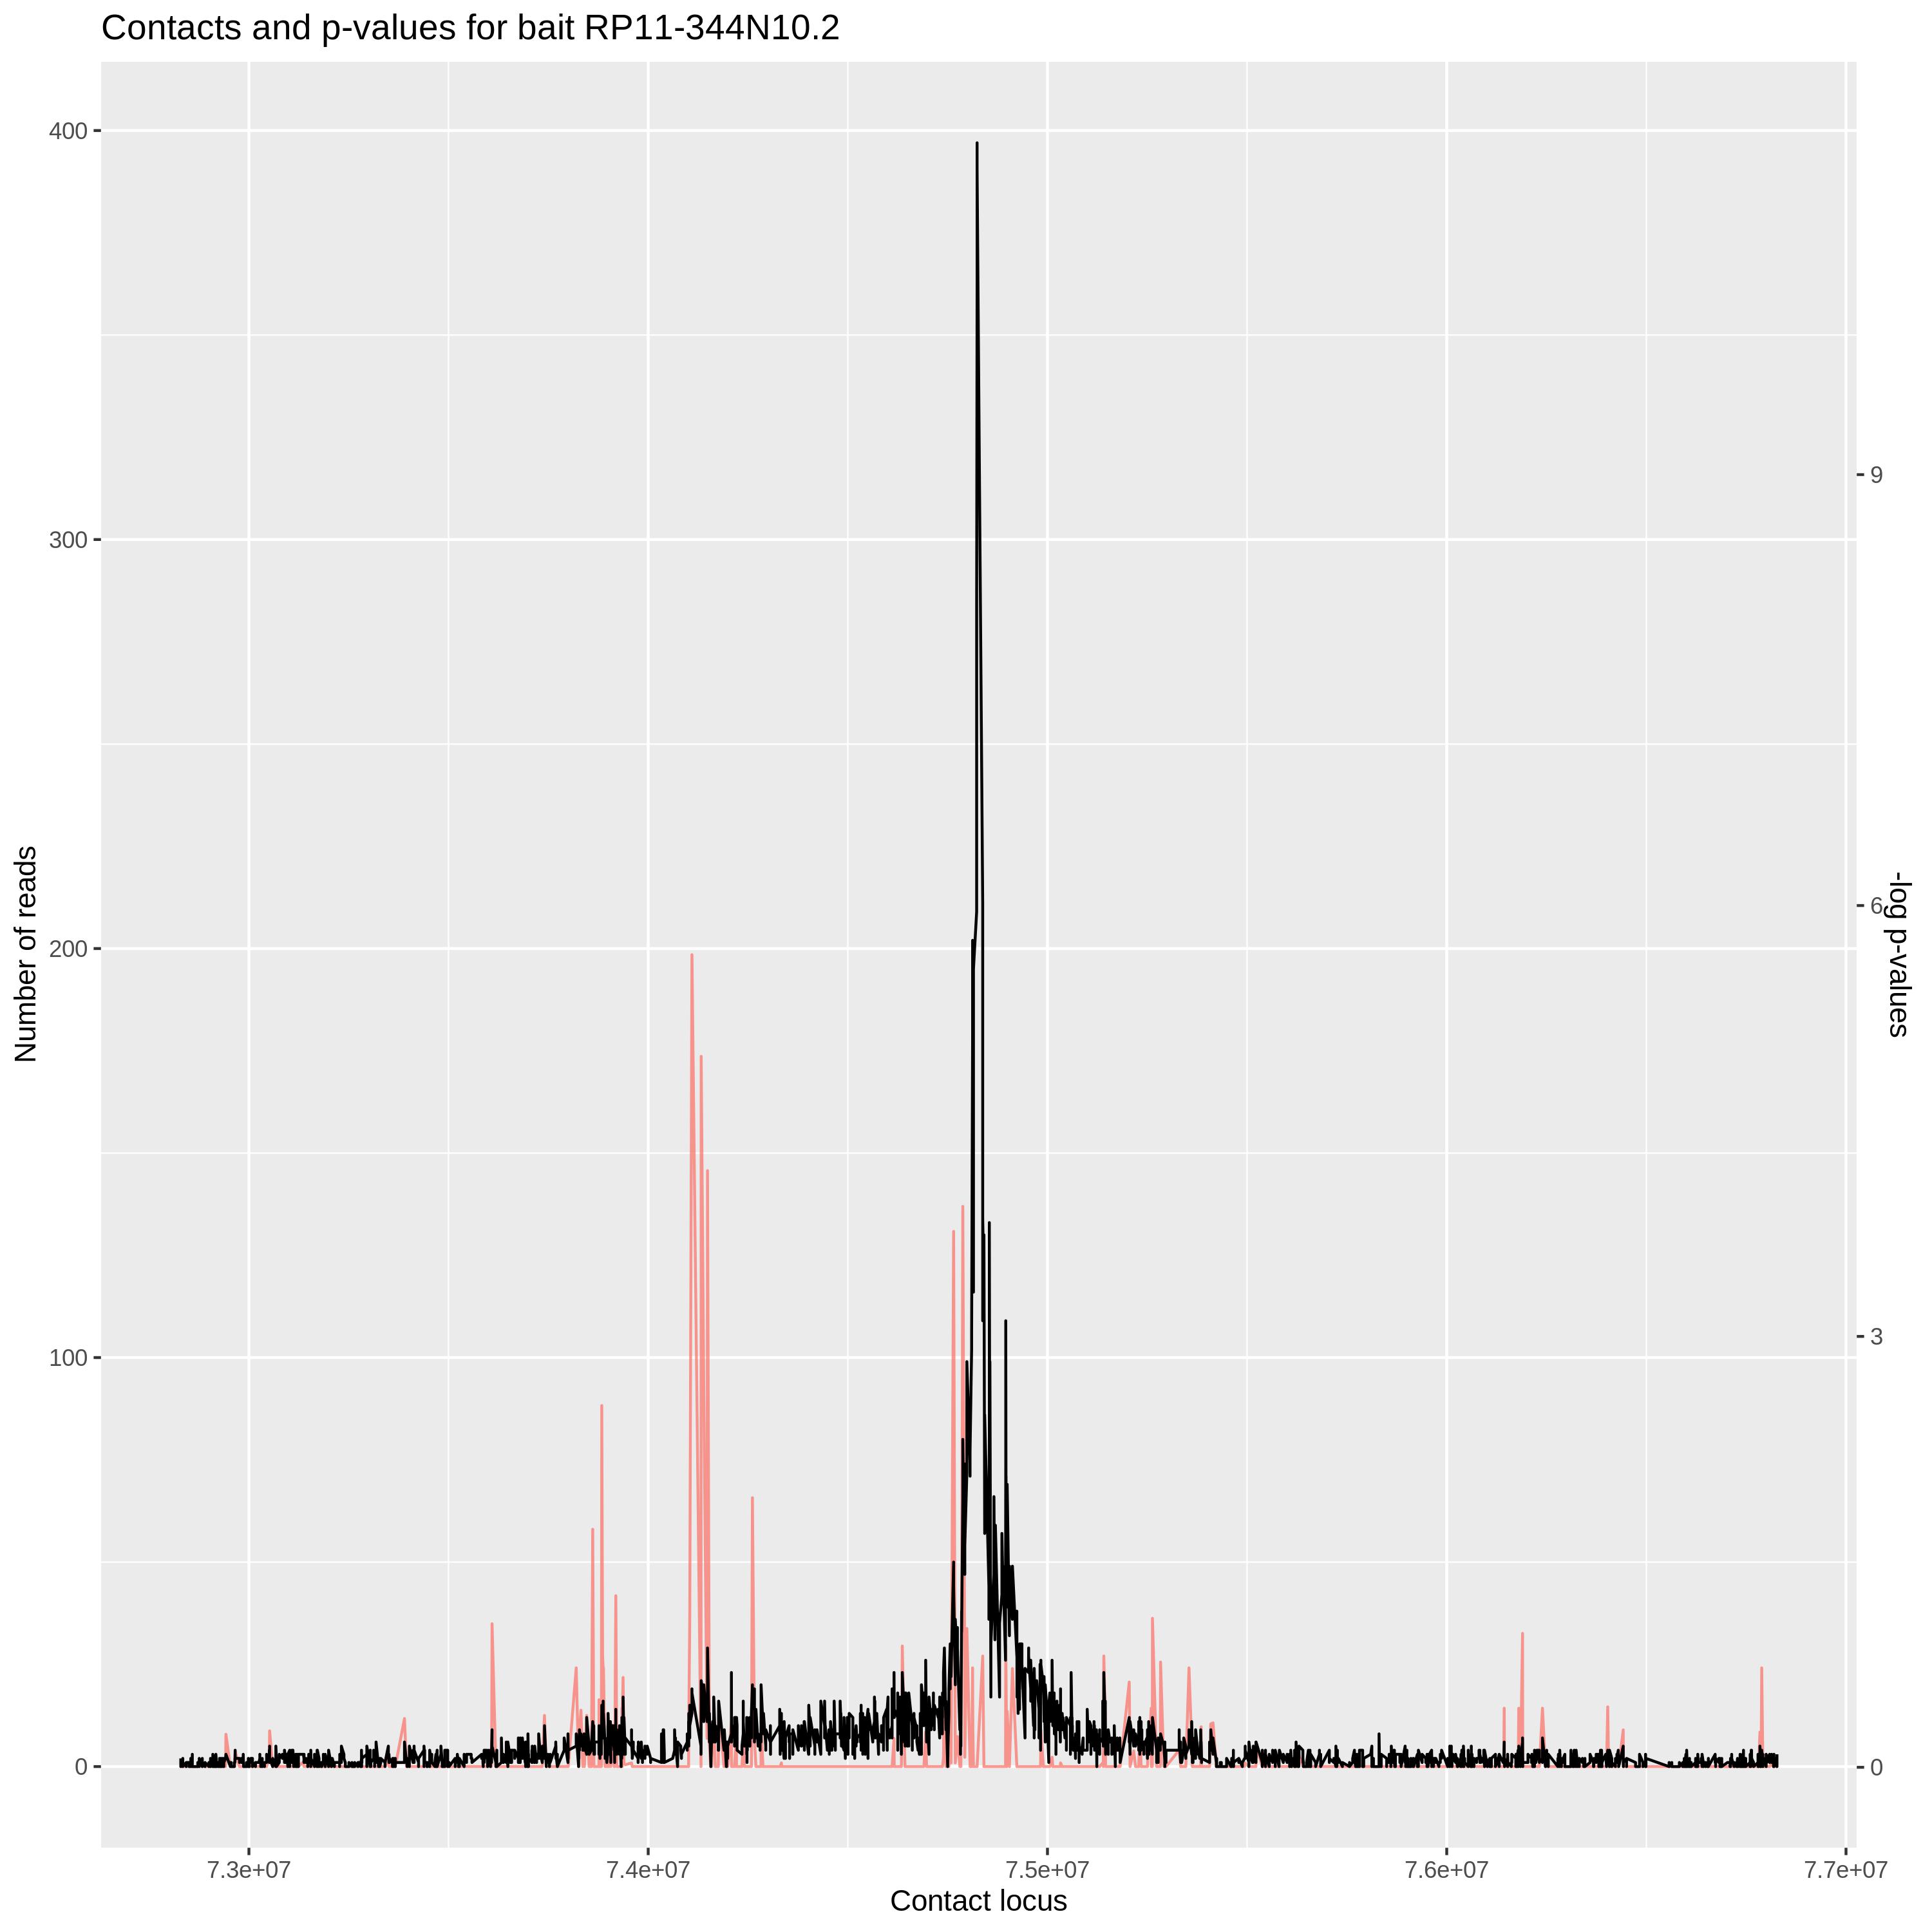 Contacts and p-values for bait RP11-344N10.2
400
300
200
100
0
Number of reads
9
6
3
0
-log p-values
7.3e+07
7.4e+07
7.5e+07
7.6e+07
7.7e+07
Contact locus